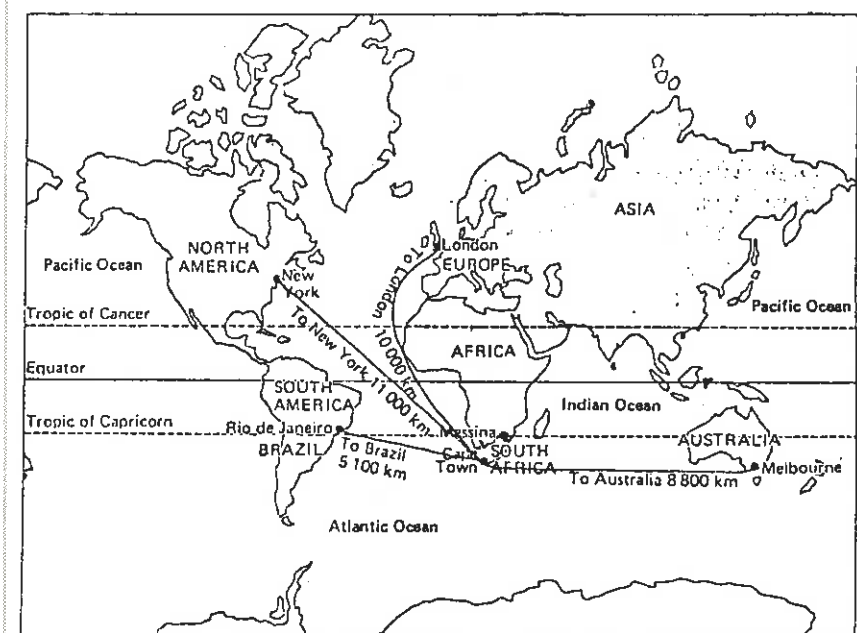 ASIA
London
To London
EUROPE
NORTH
AMERICA
Pacific Ocean
New
York
Pacific Ocean
Tropic of Cancer
To New York 11 000 km
10 000 km
AFRICA
Equator
SOUTH
AMERICA
Indian Ocean
Tropic of Capricorn
Rio de Janeiro
BRAZIL
Messina
Cape
Town
SOUTH
AFRICA
AUSTRALIA
Melbourne
To Brazil
5 100 km
To Australia 8 800 km
Atlantic Ocean